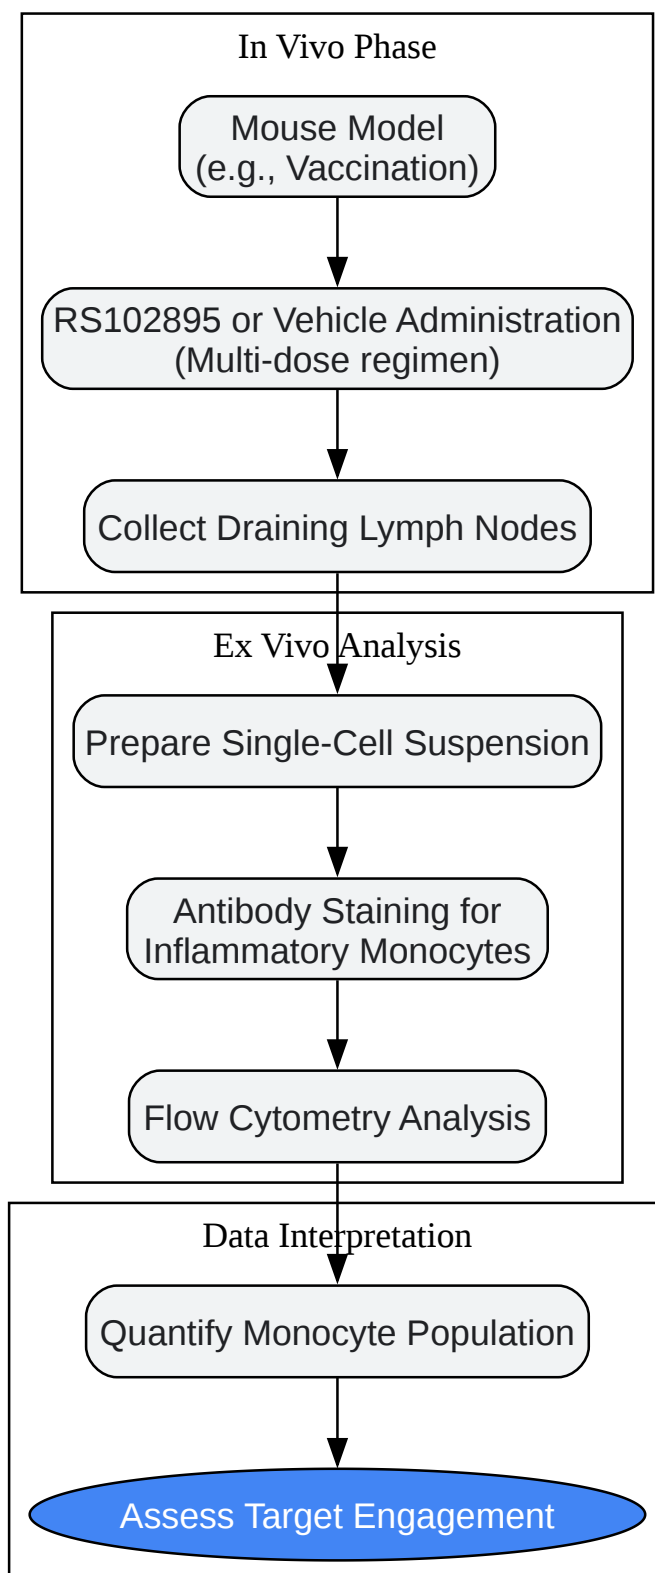 In Vivo Phase
Mouse Model
(e.g., Vaccination)
RS102895 or Vehicle Administration
(Multi-dose regimen)
Collect Draining Lymph Nodes
Ex Vivo Analysis
Prepare Single-Cell Suspension
Antibody Staining for
Inflammatory Monocytes
Flow Cytometry Analysis
Data Interpretation
Quantify Monocyte Population
Assess Target Engagement